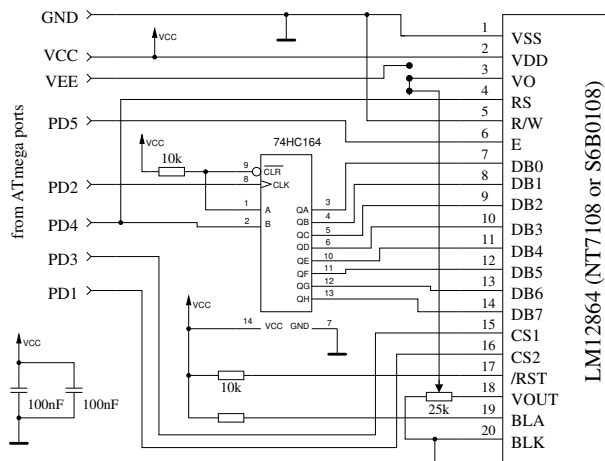 GND
VCC
VEE
PD5
PD2
PD4
PD3
PD1
from ATmega ports
VCC
VCC
10k
74HC164
9
CLR
8
CLK
1
A
2
B
QA
3
QB
4
QC
5
QD
6
QE
10
QF
11
QG
12
QH
13
VCC
14
VCC
GND
7
10k
25k
VCC
100nF
100nF
1
VSS
2
VDD
3
VO
4
RS
5
R/W
6
E
7
DB0
8
DB1
9
DB2
10
DB3
11
DB4
12
DB5
13
DB6
14
DB7
15
CS1
16
CS2
17
/RST
18
VOUT
19
BLA
20
BLK
LM12864 (NT7108 or S6B0108)